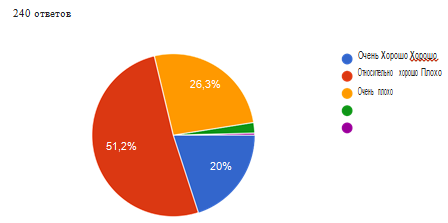 240 ответов
Очень Хорошо Хорошо
Относительно хорошо Плохо
Очень плохо
26,3%
51,2%
20%